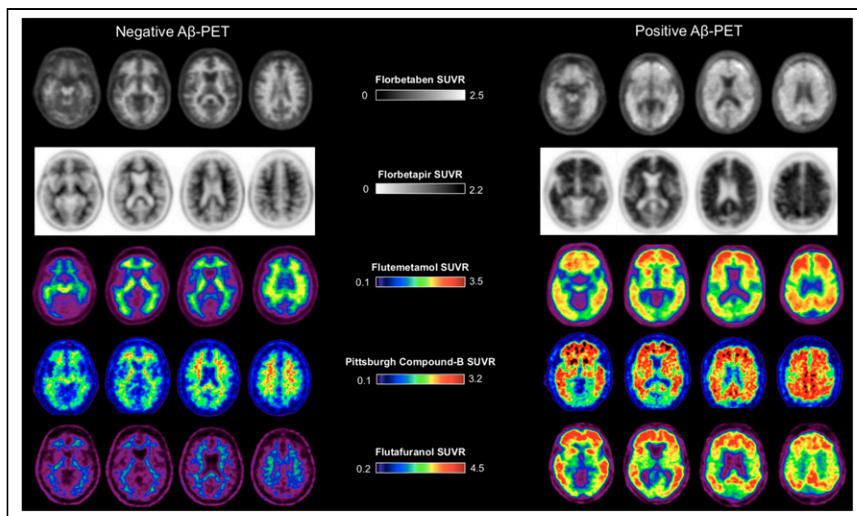 Negative Aβ-PET
Positive Aβ-PET
Florbetaben SUVR
0 2.5
Florbetapir SUVR
0 2.2
Flutemetamol SUVR
0.1 3.5
Pittsburgh Compound-B SUVR
0.1 3.2
Flutafuranol SUVR
0.2 4.5